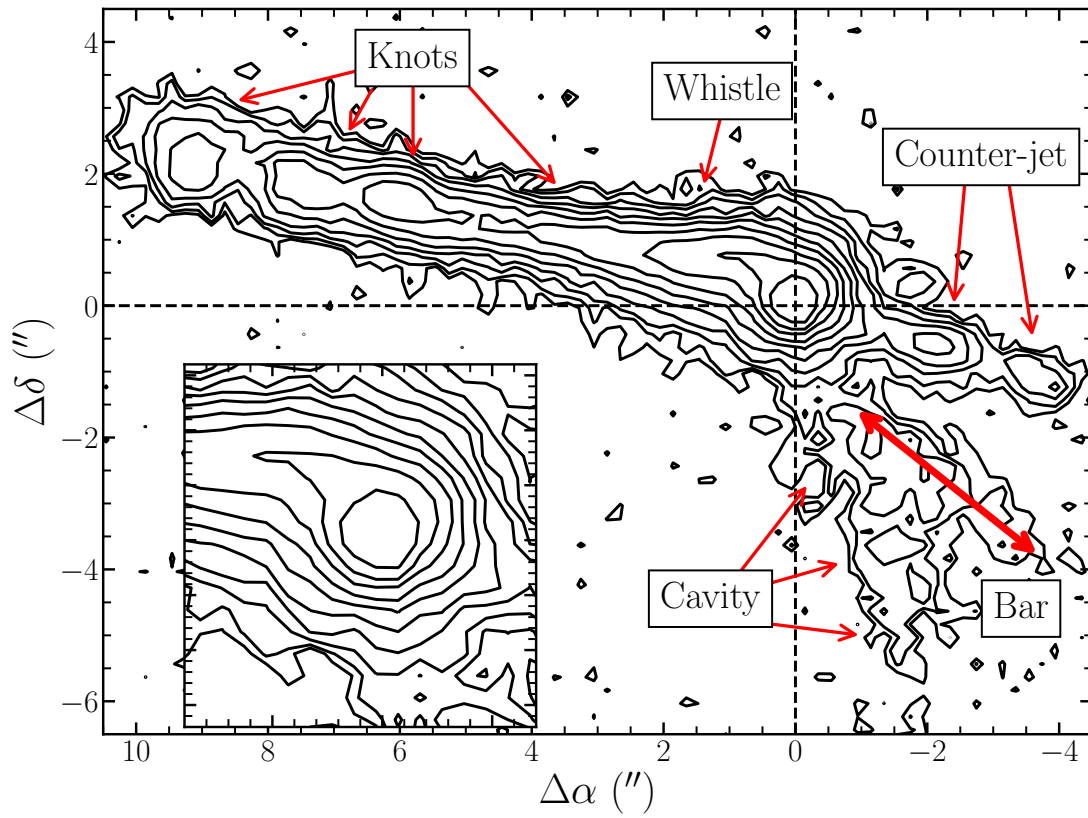 Knots
Whistle
Counter-jet
Cavity
Bar
4
2
0
−2
−4
−6
Δδ (″)
10
8
6
4
2
0
−2
−4
Δα (″)